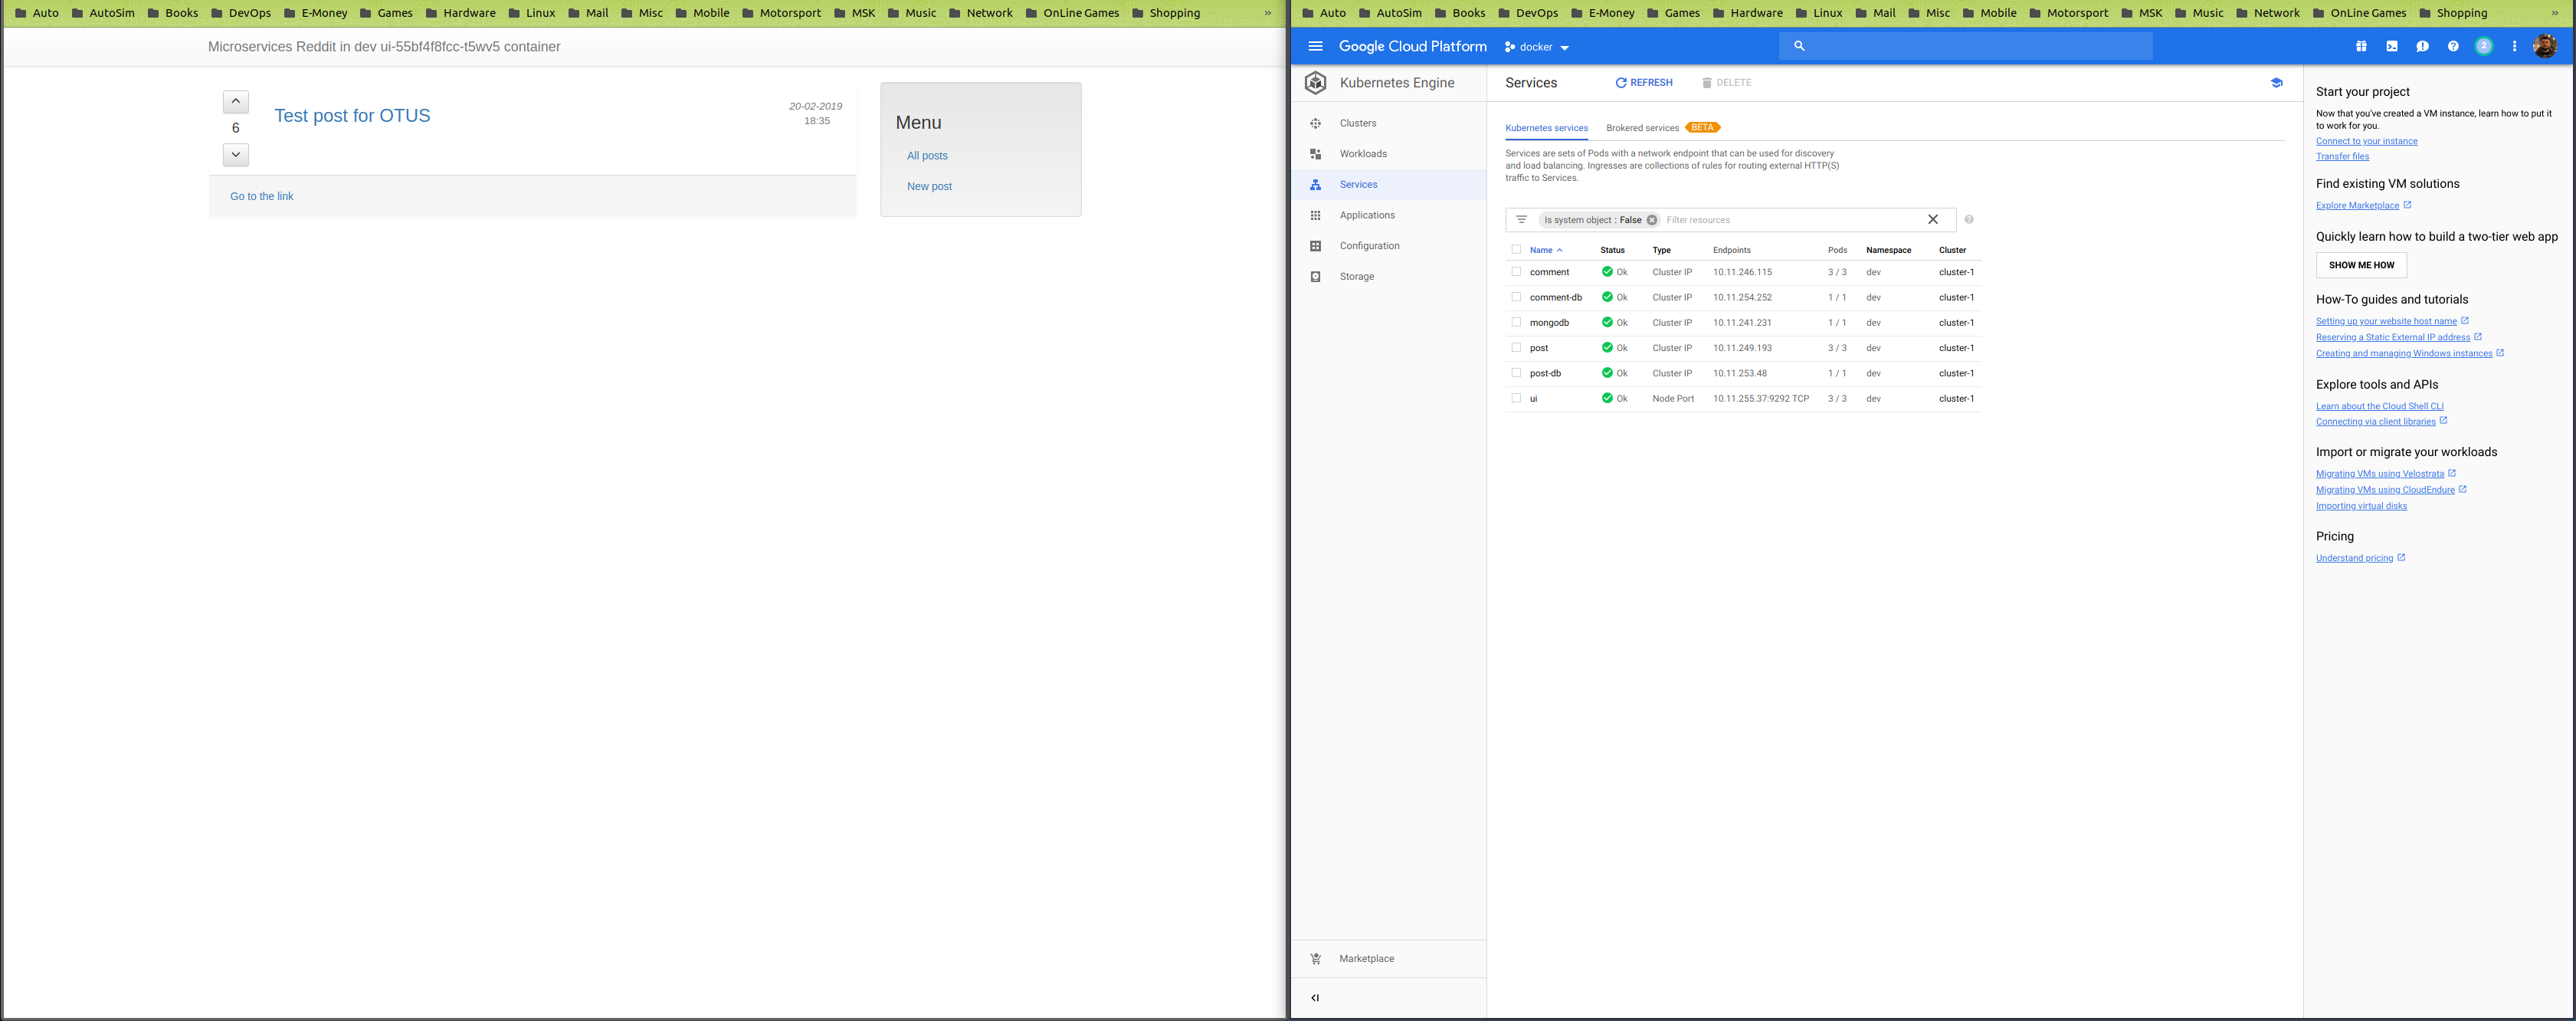 Auto AutoSim Books DevOps E-Money Games Hardware Linux Mail Misc Mobile Motorsport MSK Music Network OnLine Games Shopping »
Microservices Reddit in dev ui-55bf4f8fcc-t5wv5 container
6
Test post for OTUS
20-02-2019
18:35
Go to the link
Menu
All posts
New post
Auto AutoSim Books DevOps E-Money Games Hardware Linux Mail Misc Mobile Motorsport MSK Music Network OnLine Games Shopping »
Google Cloud Platform docker 2
Kubernetes Engine
Clusters
Workloads
Services
Applications
Configuration
Storage
Marketplace
Services REFRESH DELETE
Kubernetes services Brokered services BETA
Services are sets of Pods with a network endpoint that can be used for discovery
and load balancing. Ingresses are collections of rules for routing external HTTP(S)
traffic to Services.
Is system object : False Filter resources
Name Status Type Endpoints Pods Namespace Cluster
comment Ok Cluster IP 10.11.246.115 3 / 3 dev cluster-1
comment-db Ok Cluster IP 10.11.254.252 1 / 1 dev cluster-1
mongodb Ok Cluster IP 10.11.241.231 1 / 1 dev cluster-1
post Ok Cluster IP 10.11.249.193 3 / 3 dev cluster-1
post-db Ok Cluster IP 10.11.253.48 1 / 1 dev cluster-1
ui Ok Node Port 10.11.255.37:9292 TCP 3 / 3 dev cluster-1
Start your project
Now that you've created a VM instance, learn how to put it
to work for you.
Connect to your instance
Transfer files
Find existing VM solutions
Explore Marketplace
Quickly learn how to build a two-tier web app
SHOW ME HOW
How-To guides and tutorials
Setting up your website host name
Reserving a Static External IP address
Creating and managing Windows instances
Explore tools and APIs
Learn about the Cloud Shell CLI
Connecting via client libraries
Import or migrate your workloads
Migrating VMs using Velostrata
Migrating VMs using CloudEndure
Importing virtual disks
Pricing
Understand pricing